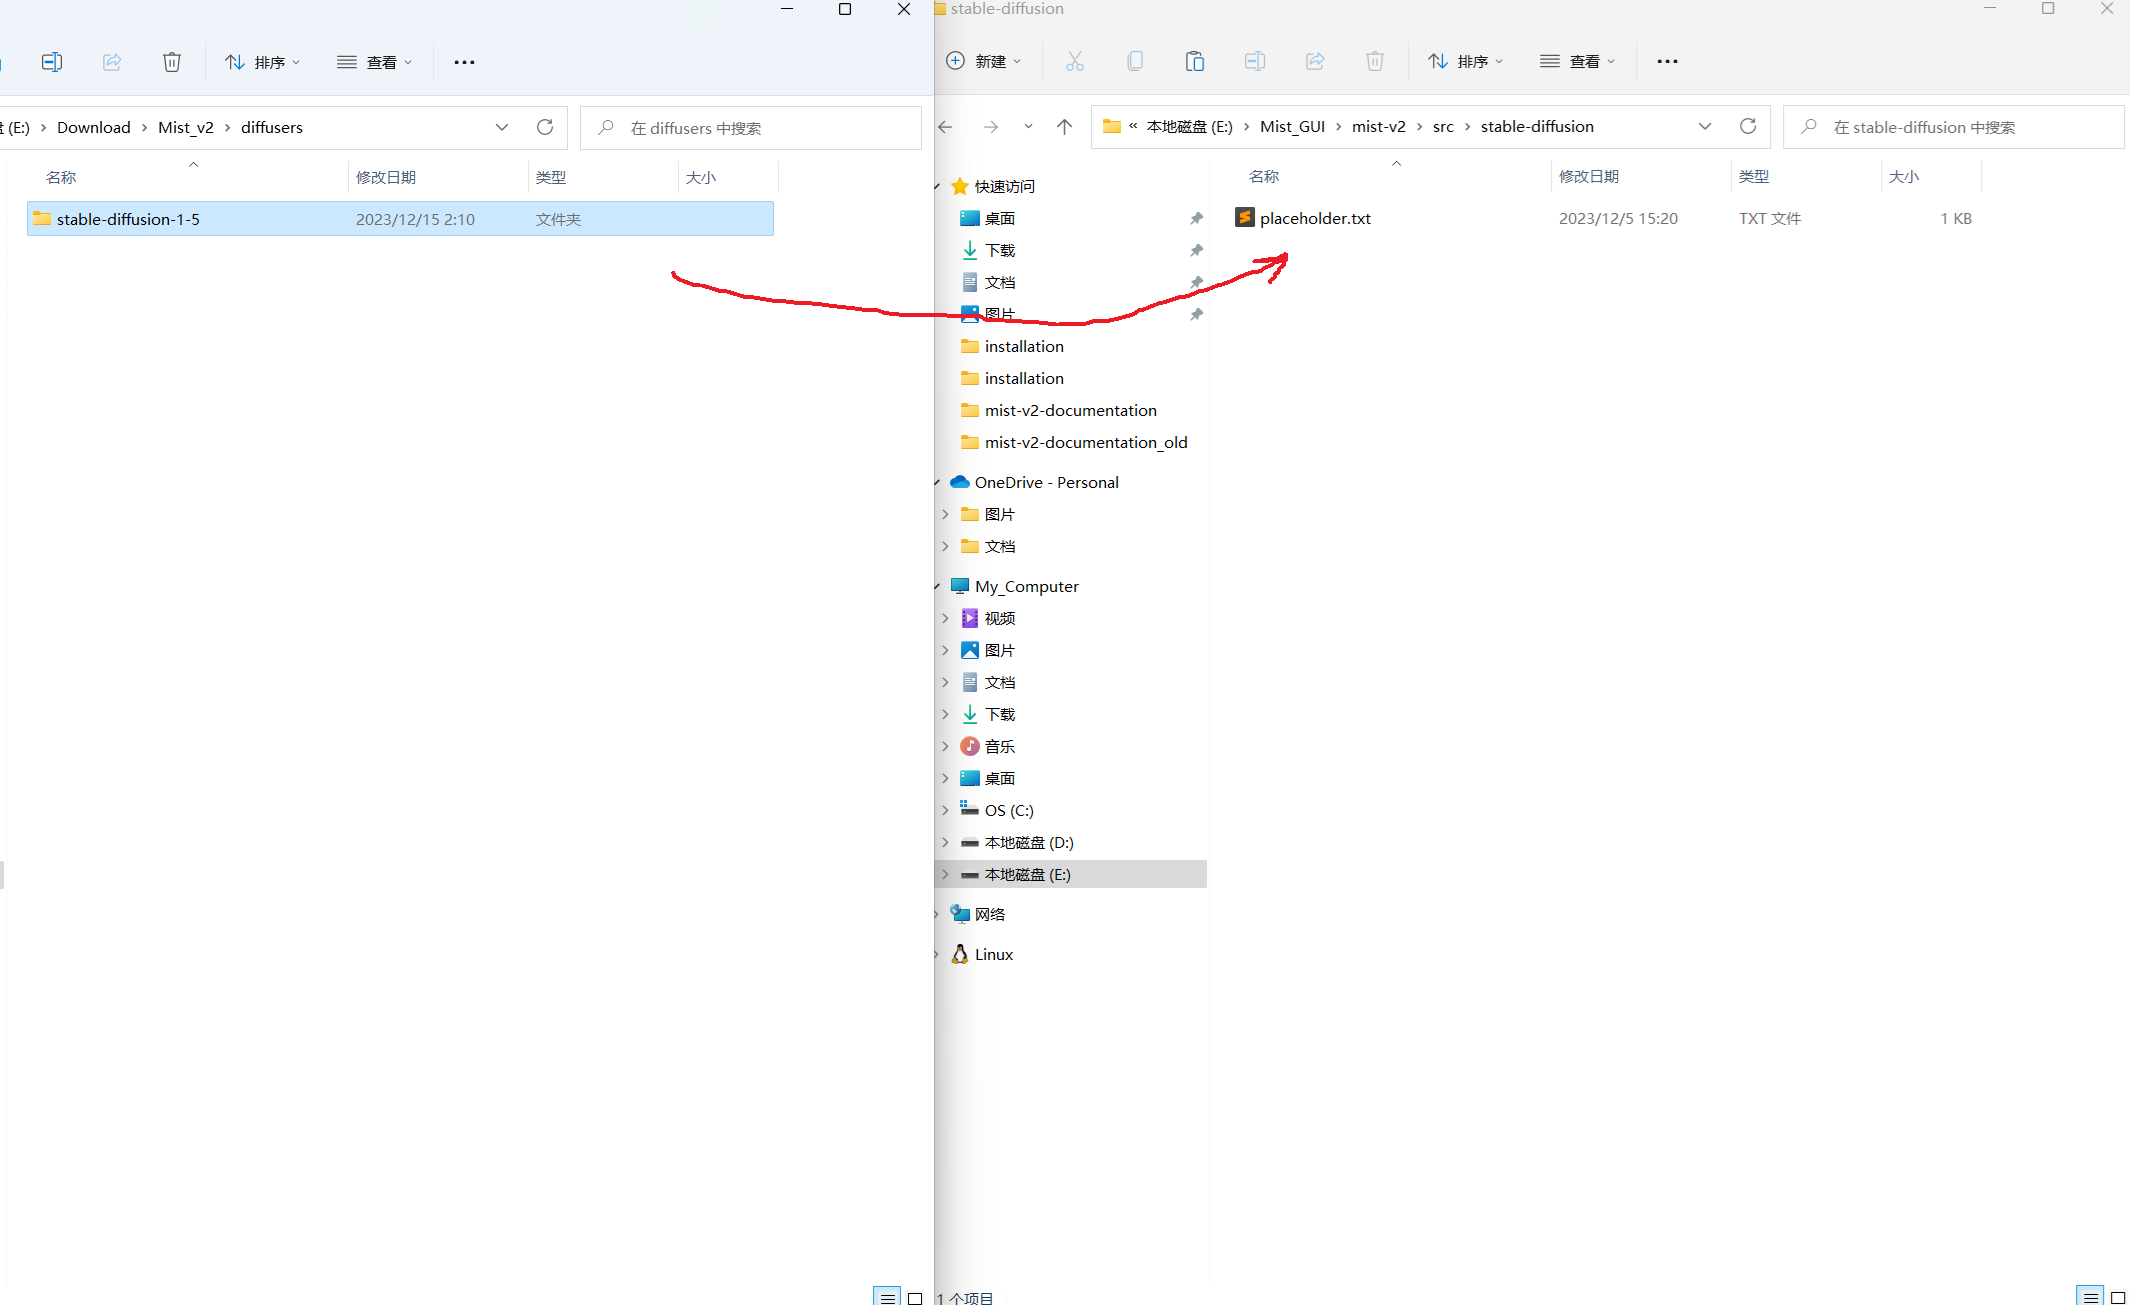 排序
查看
(E:) › Download › Mist_v2 › diffusers
在 diffusers 中搜索
名称 修改日期 类型 大小
stable-diffusion-1-5 2023/12/15 2:10 文件夹
stable-diffusion
新建
排序
查看
« 本地磁盘 (E:) › Mist_GUI › mist-v2 › src › stable-diffusion
在 stable-diffusion 中搜索
快速访问
桌面
下载
文档
图片
installation
installation
mist-v2-documentation
mist-v2-documentation_old
OneDrive - Personal
图片
文档
My_Computer
视频
图片
文档
下载
音乐
桌面
OS (C:)
本地磁盘 (D:)
本地磁盘 (E:)
网络
Linux
名称 修改日期 类型 大小
placeholder.txt 2023/12/5 15:20 TXT 文件 1 KB
1 个项目